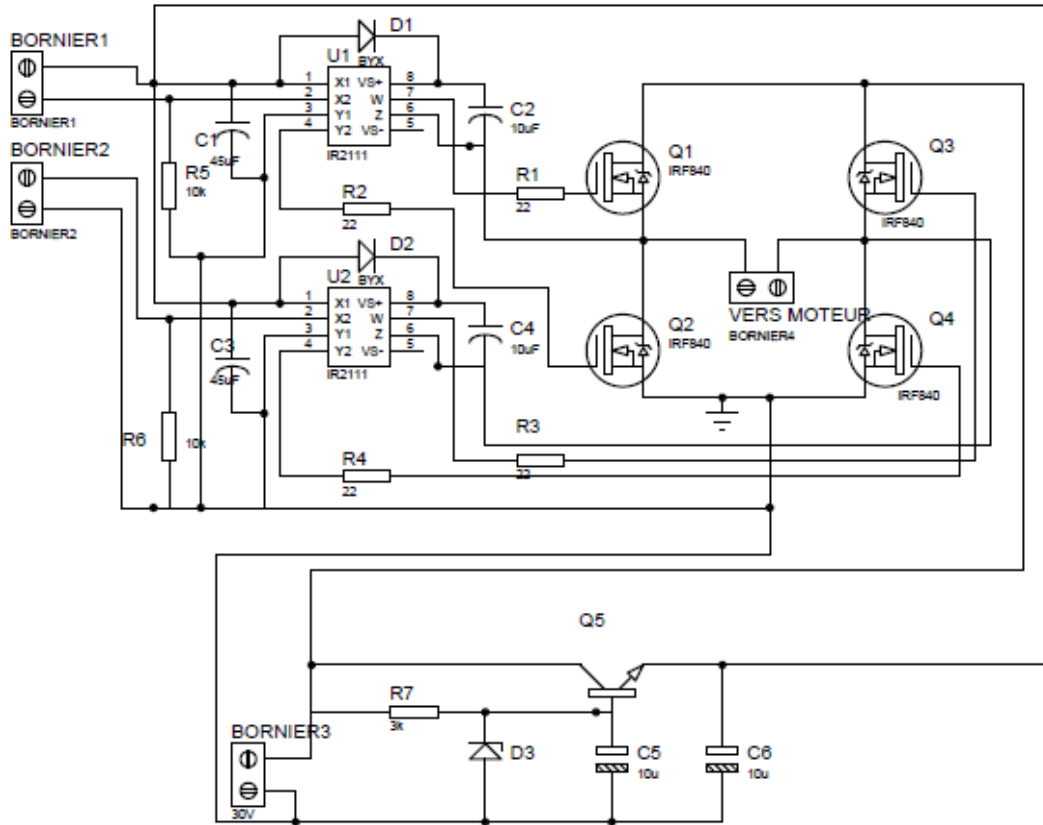 BORNIER1
BORNIER1
BORNIER2
BORNIER2
D1
BYX
U1
1 X1 VS+ 8
2 X2 W 7
3 Y1 Z 6
4 Y2 VS- 5
IR2111
C1
45uF
C2
10uF
R5
10k
R2
22
R1
22
Q1
IRF840
Q3
IRF840
D2
BYX
U2
1 X1 VS+ 8
2 X2 W 7
3 Y1 Z 6
4 Y2 VS- 5
IR2111
C3
45uF
C4
10uF
Q2
IRF840
VERS MOTEUR
BORNIER4
Q4
IRF840
R6
10k
R4
22
R3
22
Q5
R7
3k
BORNIER3
30V
D3
C5
10u
C6
10u